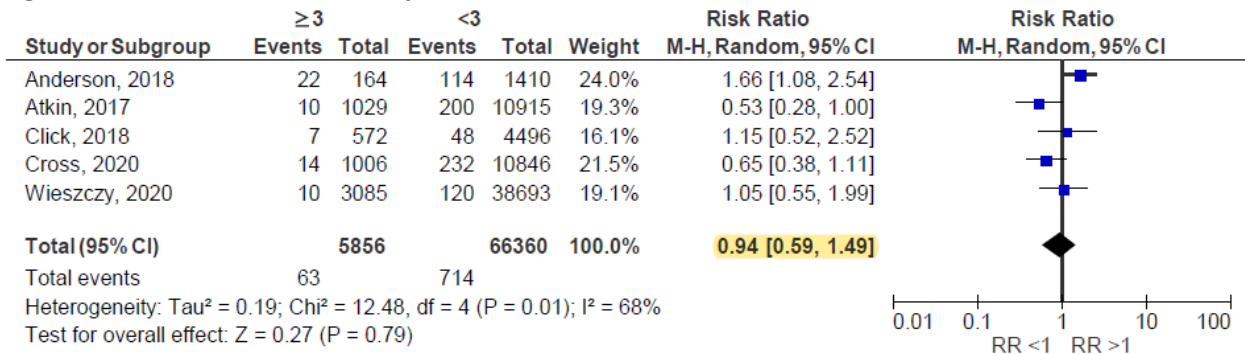 ≥3 <3 Risk Ratio Risk Ratio
Study or Subgroup Events Total Events Total Weight M-H, Random, 95% CI M-H, Random, 95% CI
Anderson, 2018 22 164 114 1410 24.0% 1.66 [1.08, 2.54]
Atkin, 2017 10 1029 200 10915 19.3% 0.53 [0.28, 1.00]
Click, 2018 7 572 48 4496 16.1% 1.15 [0.52, 2.52]
Cross, 2020 14 1006 232 10846 21.5% 0.65 [0.38, 1.11]
Wieszczy, 2020 10 3085 120 38693 19.1% 1.05 [0.55, 1.99]
Total (95% CI) 5856 66360 100.0% 0.94 [0.59, 1.49]
Total events 63 714
Heterogeneity: Tau² = 0.19; Chi² = 12.48, df = 4 (P = 0.01); I² = 68%
Test for overall effect: Z = 0.27 (P = 0.79)
0.01 0.1 1 10 100
RR <1 RR >1